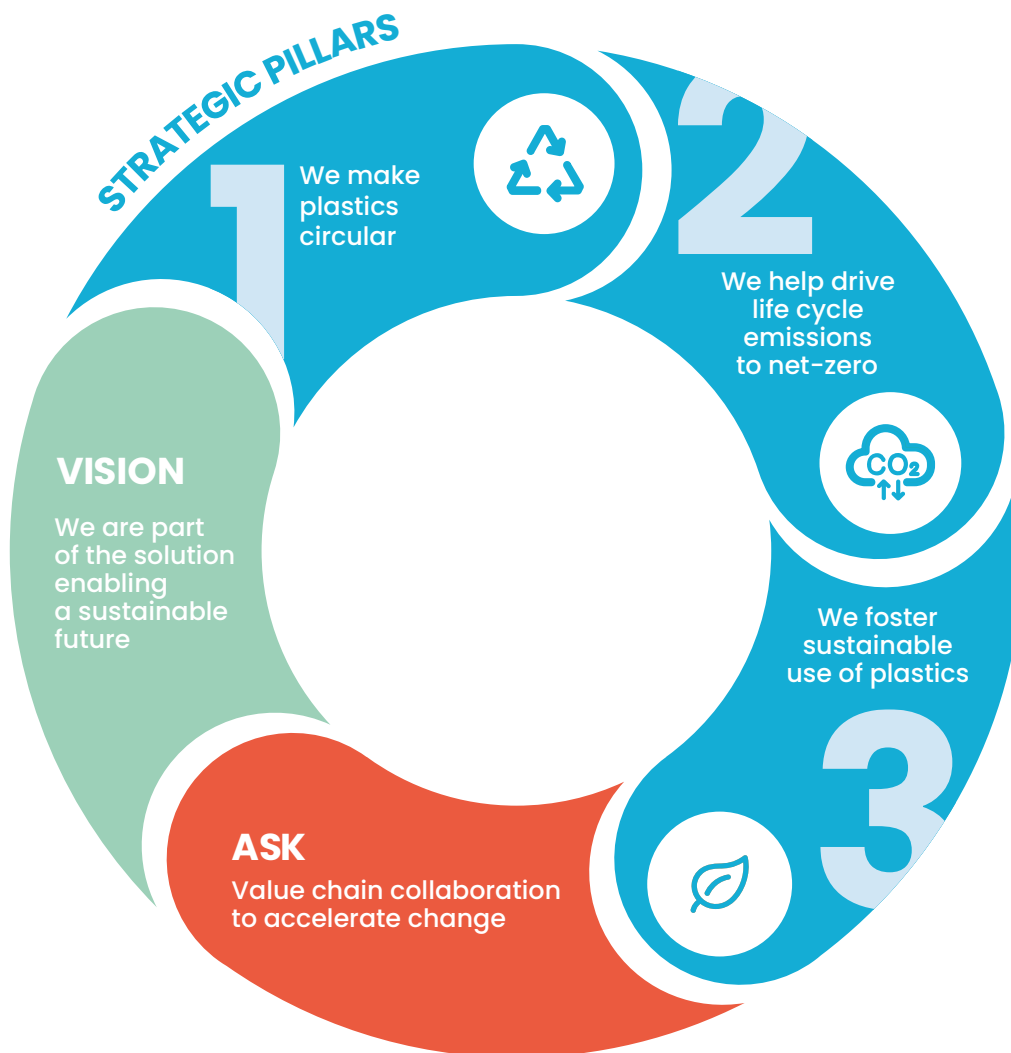 STRATEGIC PILLARS
1
We make
plastics
circular
2
We help drive
life cycle
emissions
to net-zero
CO₂
We foster
sustainable
use of plastics
3
ASK
Value chain collaboration
to accelerate change
VISION
We are part
of the solution
enabling
a sustainable
future